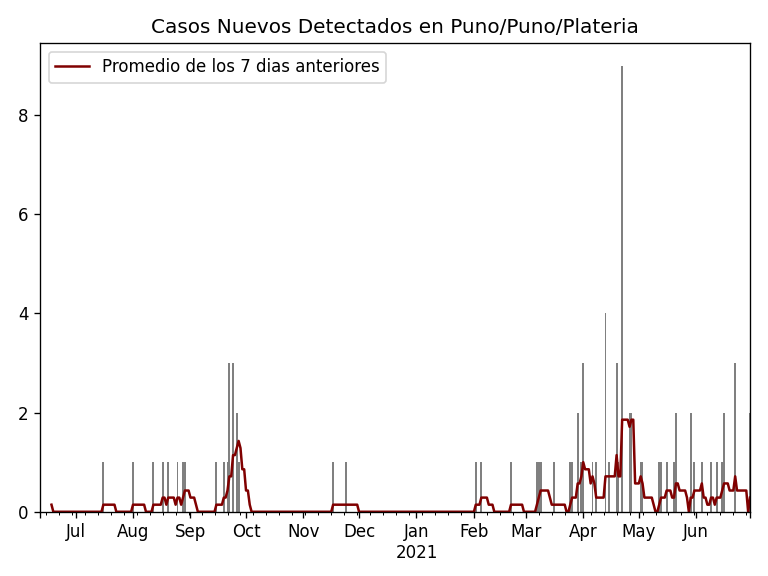 Casos Nuevos Detectados en Puno/Puno/Plateria
Promedio de los 7 dias anteriores
8
6
4
2
0
Jul Aug Sep Oct Nov Dec Jan Feb Mar Apr May Jun
2021